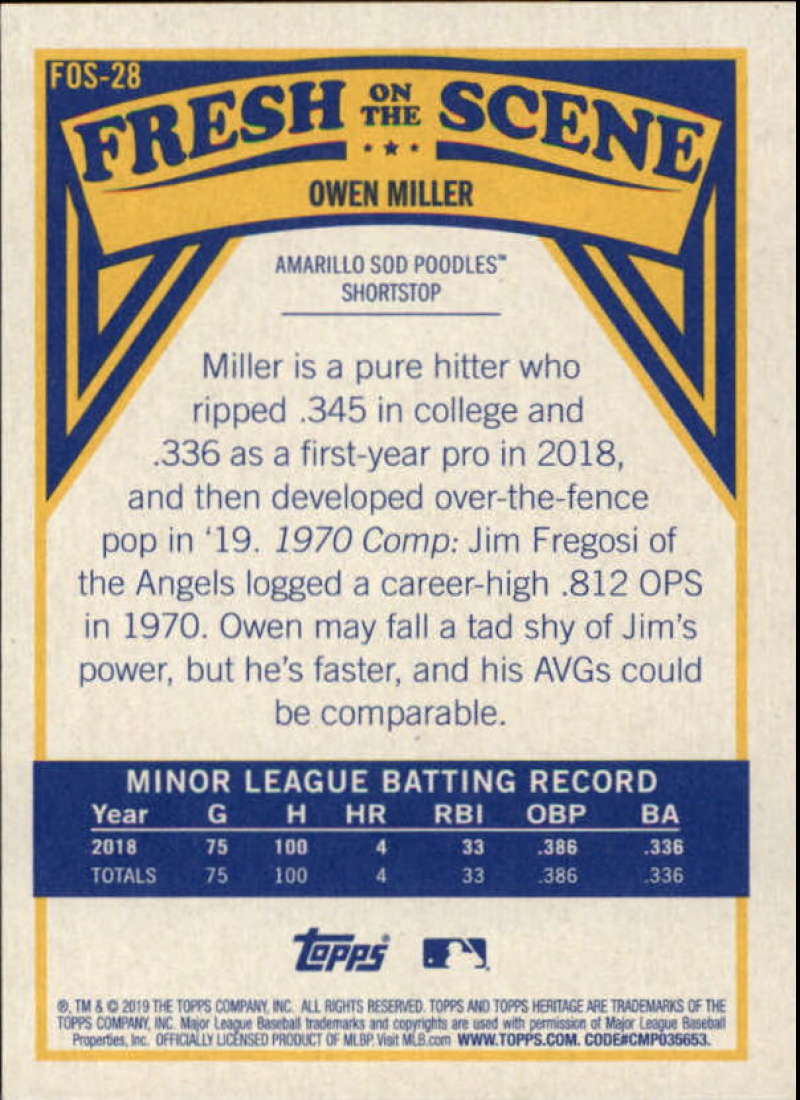 FOS-28
FRESH ON THE SCENE
OWEN MILLER
AMARILLO SOD POODLES™
SHORTSTOP
Miller is a pure hitter who
ripped .345 in college and
.336 as a first-year pro in 2018,
and then developed over-the-fence
pop in ‘19. 1970 Comp: Jim Fregosi of
the Angels logged a career-high .812 OPS
in 1970. Owen may fall a tad shy of Jim’s
power, but he’s faster, and his AVGs could
be comparable.
MINOR LEAGUE BATTING RECORD
Year G H HR RBI OBP BA
2018 75 100 4 33 .386 .336
TOTALS 75 100 4 33 .386 .336
Topps®
®, TM & © 2019 THE TOPPS COMPANY, INC. ALL RIGHTS RESERVED. TOPPS AND TOPPS HERITAGE ARE TRADEMARKS OF THE
TOPPS COMPANY, INC. Major League Baseball trademarks and copyrights are used with permission of Major League Baseball
Properties, Inc. OFFICIALLY LICENSED PRODUCT OF MLBP. Visit MLB.com WWW.TOPPS.COM. CODE#CMP035653.